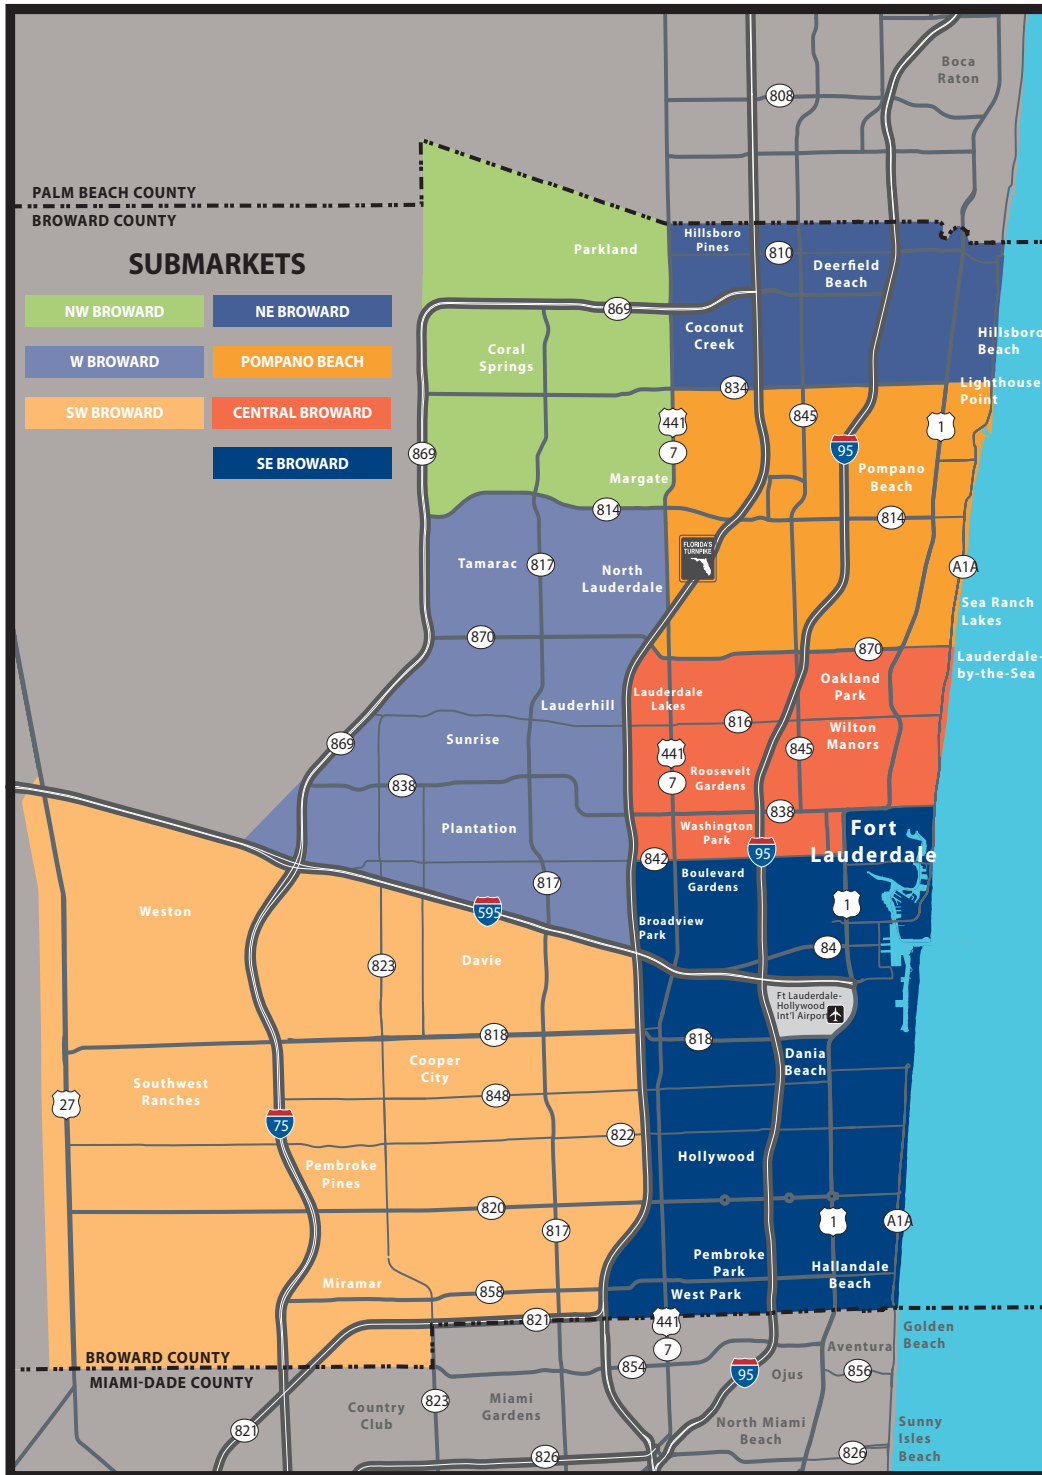 Boca
Raton
808
PALM BEACH COUNTY
BROWARD COUNTY
SUBMARKETS
NW BROWARD
NE BROWARD
W BROWARD
POMPANO BEACH
SW BROWARD
CENTRAL BROWARD
SE BROWARD
Hillsboro
Pines
Parkland
810
Deerfield
Beach
869
Coconut
Creek
Hillsboro
Beach
Coral
Springs
834
Lighthouse
Point
845
441
1
7
95
869
Pompano
Beach
Margate
814
814
FLORIDA'S
TURNPIKE
Tamarac
817
North
Lauderdale
A1A
Sea Ranch
Lakes
870
870
Lauderdale-
by-the-Sea
Oakland
Park
Lauderdale
Lakes
Lauderhill
816
Wilton
Manors
Sunrise
869
441
845
Roosevelt
Gardens
7
838
838
Plantation
Washington
Park
Fort
Lauderdale
842
95
Boulevard
Gardens
817
1
Weston
595
Broadview
Park
84
Davie
823
Ft Lauderdale-
Hollywood
Int'l Airport
818
818
Dania
Beach
Cooper
City
Southwest
Ranches
848
27
75
822
Hollywood
Pembroke
Pines
820
817
1
A1A
Pembroke
Park
Hallandale
Beach
Miramar
858
West Park
821
441
Golden
Beach
7
BROWARD COUNTY
MIAMI-DADE COUNTY
854
95
Ojus
Aventura
856
823
Country
Club
Miami
Gardens
North Miami
Beach
Sunny
Isles
Beach
821
826
826